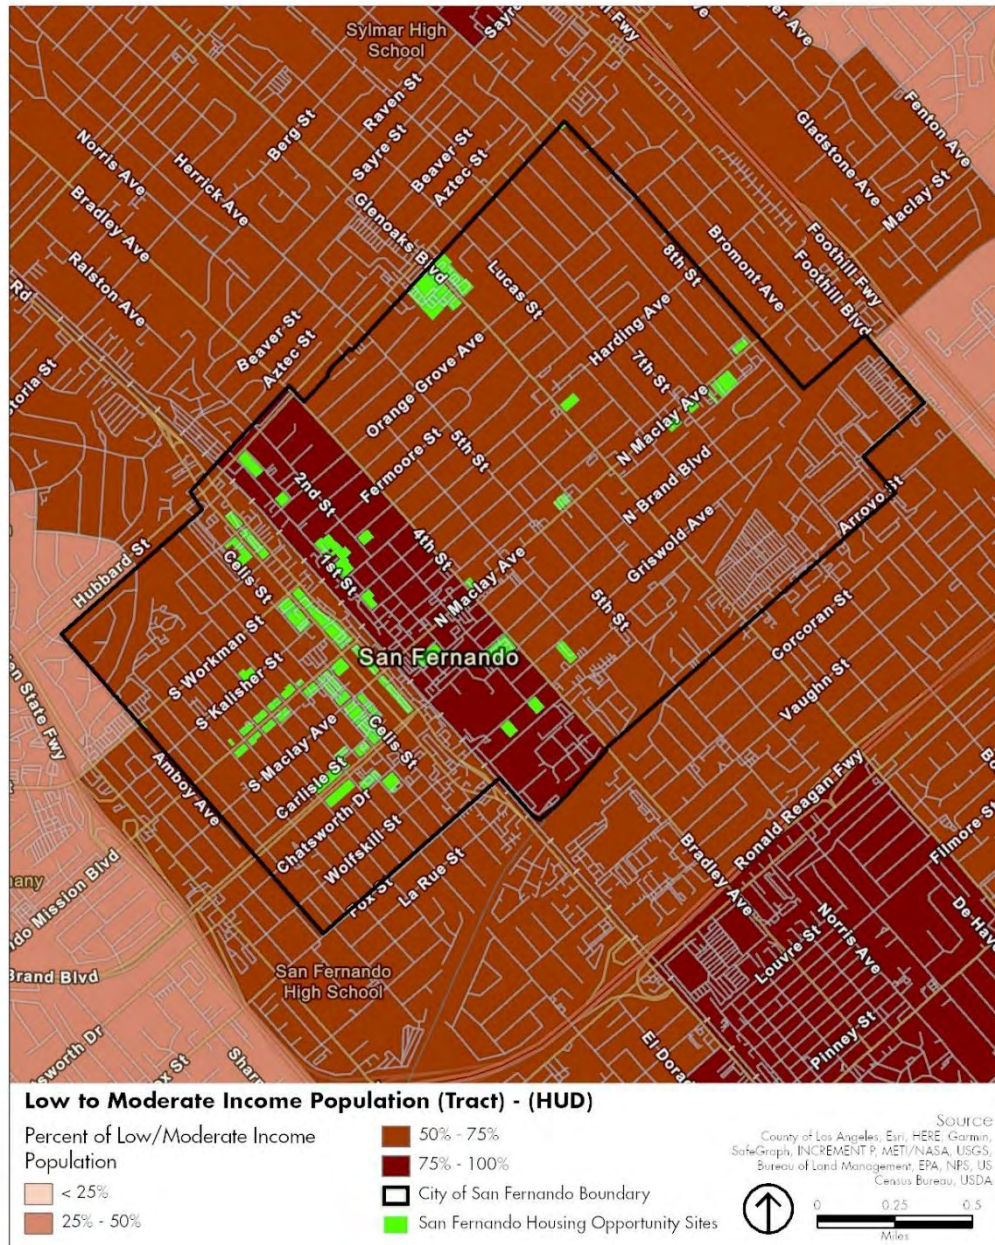 Sylmar High
School
Sayre
Fwy
Fenton Ave
Gladstone Ave
Maclay St
Raven St
Berg St
Sayre St
Beaver St
Aztec St
Norris Ave
Herrick Ave
Bradley Ave
Glenoaks Blvd
Ralston Ave
Rd
Lucas St
8th St
Bromont Ave
Foothill Fwy
Foothill Blvd
Harding Ave
7th St
Beaver St
Aztec St
Orange Grove Ave
N Maclay Ave
Fermoore St
5th St
2nd St
N Brand Blvd
4th St
Griswold Ave
Arroyo St
1st St
Hubbard St
Celis St
N Maclay Ave
5th St
Corcoran St
S Workman St
San Fernando
S Kalisher St
Vaughn St
S Maclay Ave
Celis St
Amboy Ave
Carlisle St
Chatsworth Dr
Wolfskill St
Fox St
La Rue St
Ronald Reagan Fwy
Bradley Ave
Filmore St
Norris Ave
Louvre St
Brand Blvd
San Fernando
High School
Pinney St
Low to Moderate Income Population (Tract) - (HUD)
Percent of Low/Moderate Income
Population
< 25%
25% - 50%
50% - 75%
75% - 100%
City of San Fernando Boundary
San Fernando Housing Opportunity Sites
Source
County of Los Angeles, Esri, HERE, Garmin,
SafeGraph, INCREMENT P, METI/NASA, USGS,
Bureau of Land Management, EPA, NPS, US
Census Bureau, USDA
0 0.25 0.5
Miles